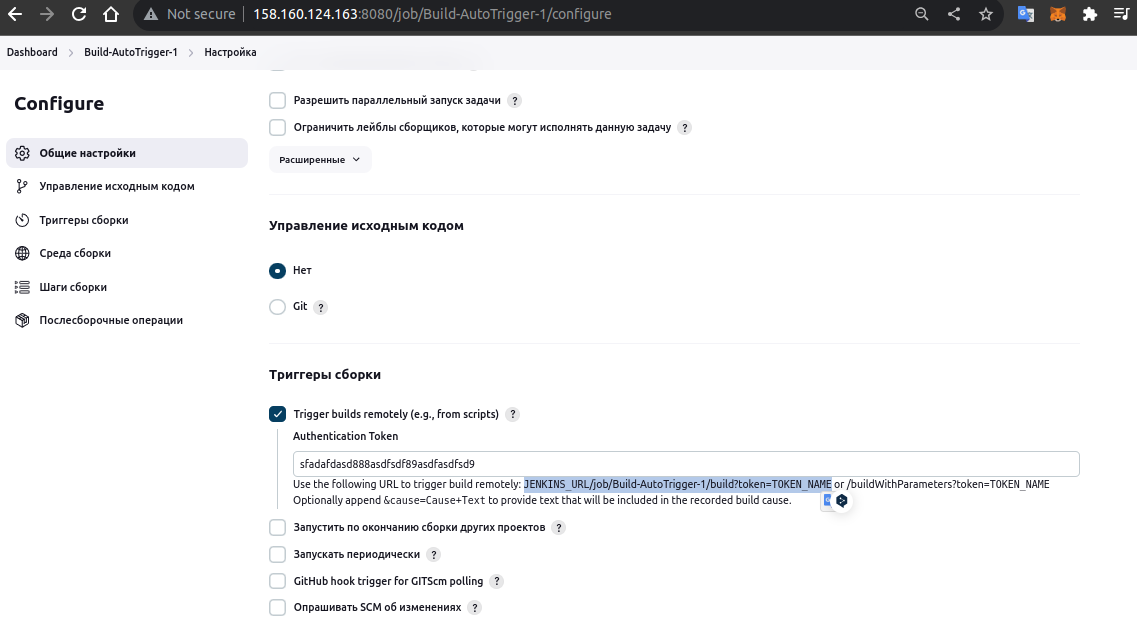 Not secure | 158.160.124.163:8080/job/Build-AutoTrigger-1/configure
Dashboard > Build-AutoTrigger-1 > Настройка
Configure
Общие настройки
Управление исходным кодом
Триггеры сборки
Среда сборки
Шаги сборки
Послесборочные операции
Разрешить параллельный запуск задачи ?
Ограничить лейблы сборщиков, которые могут исполнять данную задачу ?
Расширенные
Управление исходным кодом
Нет
Git ?
Триггеры сборки
Trigger builds remotely (e.g., from scripts) ?
Authentication Token
sfadafdasd888asdfsdf89asdfasdfsd9
Use the following URL to trigger build remotely: JENKINS_URL/job/Build-AutoTrigger-1/build?token=TOKEN_NAME or /buildWithParameters?token=TOKEN_NAME
Optionally append &cause=Cause+Text to provide text that will be included in the recorded build cause.
Запустить по окончанию сборки других проектов ?
Запускать периодически ?
GitHub hook trigger for GITScm polling ?
Опрашивать SCM об изменениях ?